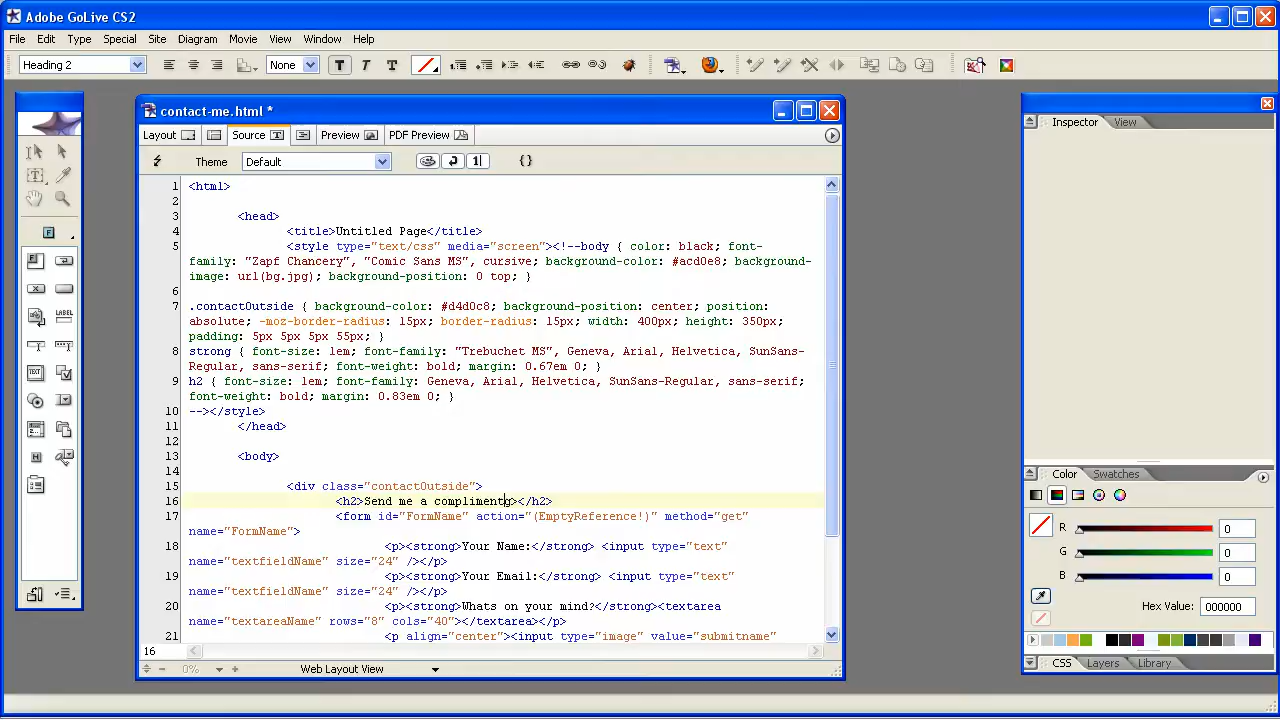 Adobe GoLive CS2
File Edit Type Special Site Diagram Movie View Window Help
Heading 2 None T T T
contact-me.html *
Layout Source Preview PDF Preview
Theme Default {}
1 <html>
2
3 <head>
4 <title>Untitled Page</title>
5 <style type="text/css" media="screen"><!--body { color: black; font-
family: "Zapf Chancery", "Comic Sans MS", cursive; background-color: #acd0e8; background-
image: url(bg.jpg); background-position: 0 top; }
6
7 .contactOutside { background-color: #d4d0c8; background-position: center; position:
absolute; -moz-border-radius: 15px; border-radius: 15px; width: 400px; height: 350px;
padding: 5px 5px 5px 55px; }
8 strong { font-size: 1em; font-family: "Trebuchet MS", Geneva, Arial, Helvetica, SunSans-
Regular, sans-serif; font-weight: bold; margin: 0.67em 0; }
9 h2 { font-size: 1em; font-family: Geneva, Arial, Helvetica, SunSans-Regular, sans-serif;
font-weight: bold; margin: 0.83em 0; }
10 --></style>
11 </head>
12
13 <body>
14
15 <div class="contactOutside">
16 <h2>Send me a compliment</h2>
17 <form id="FormName" action="(EmptyReference!)" method="get"
name="FormName">
18 <p><strong>Your Name:</strong> <input type="text"
name="textfieldName" size="24" /></p>
19 <p><strong>Your Email:</strong> <input type="text"
name="textfieldName" size="24" /></p>
20 <p><strong>Whats on your mind?</strong><textarea
name="textareaName" rows="8" cols="40"></textarea></p>
21 <p align="center"><input type="image" value="submitname"
16
0% Web Layout View
LABEL
TEXT
Inspector View
Color Swatches
R 0
G 0
B 0
Hex Value: 000000
CSS Layers Library